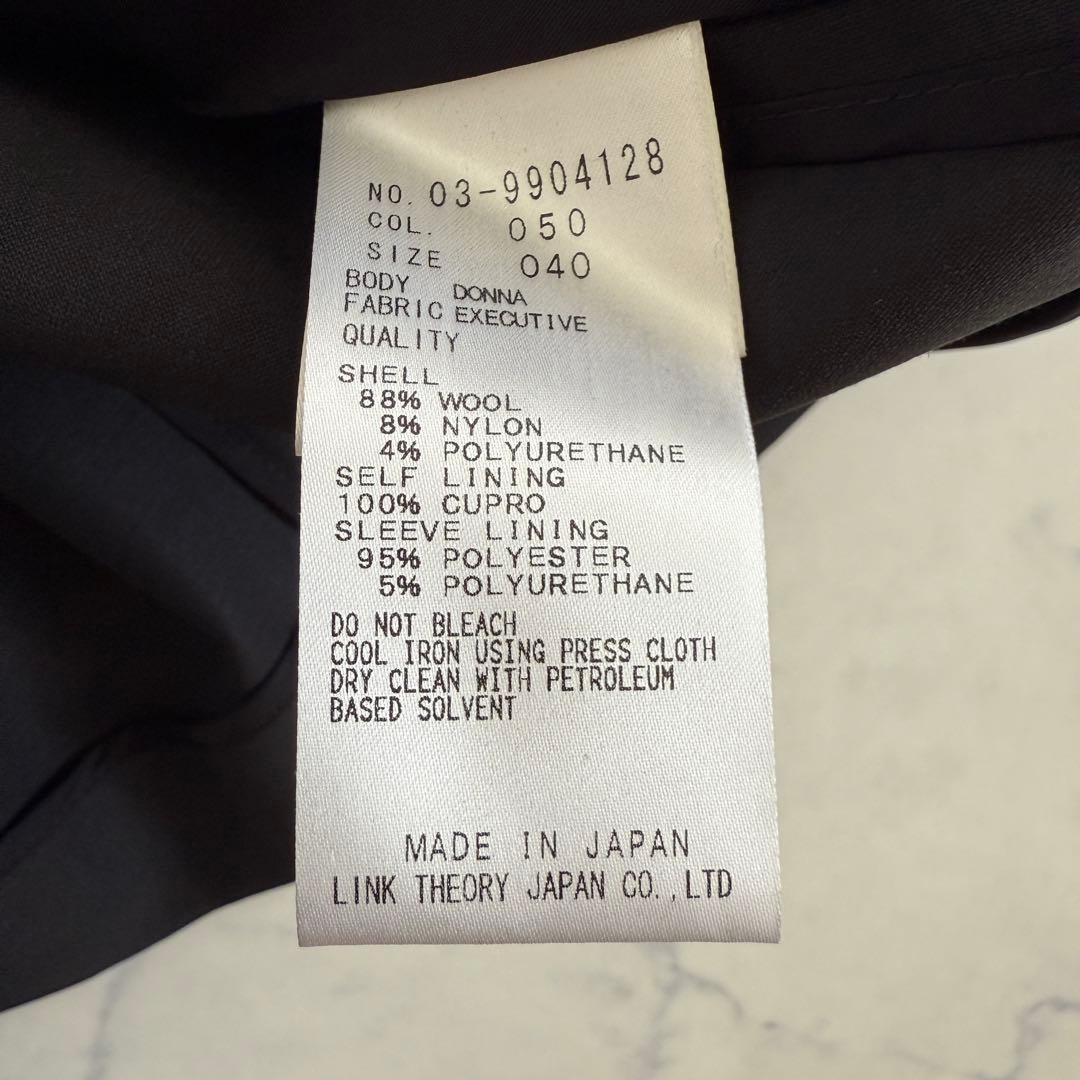 NO. 03-9904128
COL. 050
SIZE 040
BODY DONNA
FABRIC EXECUTIVE
QUALITY
SHELL
88% WOOL
8% NYLON
4% POLYURETHANE
SELF LINING
100% CUPRO
SLEEVE LINING
95% POLYESTER
5% POLYURETHANE
DO NOT BLEACH
COOL IRON USING PRESS CLOTH
DRY CLEAN WITH PETROLEUM
BASED SOLVENT
MADE IN JAPAN
LINK THEORY JAPAN CO.,LTD